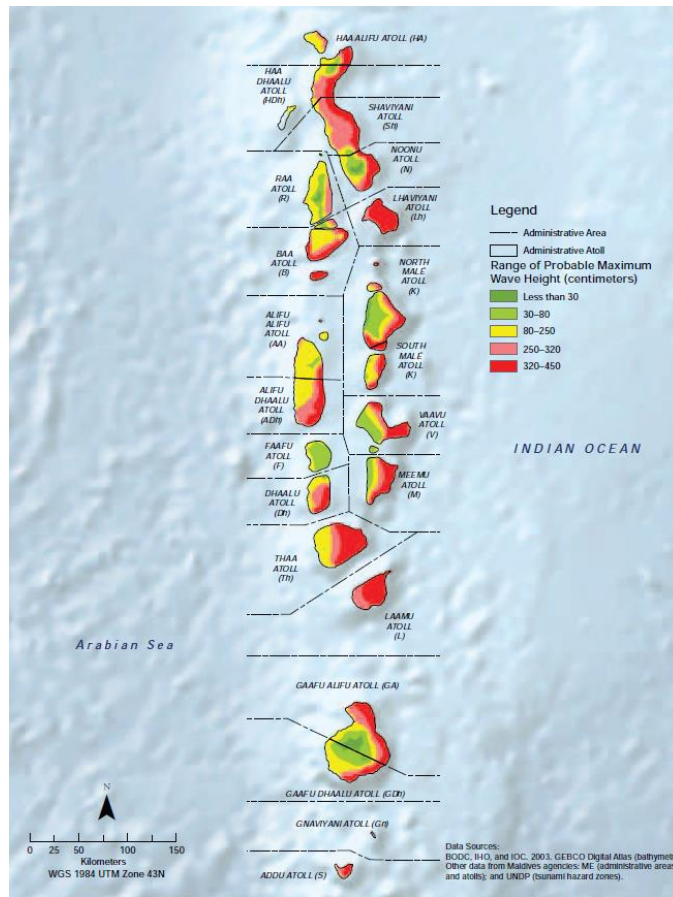 HAA ALIFU ATOLL (HA)
HAA
DHAALU
ATOLL
(HDh)
SHAVIYANI
ATOLL
(Sh)
NOONU
ATOLL
(N)
RAA
ATOLL
(R)
LHAVIYANI
ATOLL
(Lh)
BAA
ATOLL
(B)
NORTH
MALE
ATOLL
(K)
ALIFU
ALIFU
ATOLL
(AA)
SOUTH
MALE
ATOLL
(K)
ALIFU
DHAALU
ATOLL
(ADh)
VAAVU
ATOLL
(V)
FAAFU
ATOLL
(F)
MEEMU
ATOLL
(M)
DHAALU
ATOLL
(Dh)
THAA
ATOLL
(Th)
LAAMU
ATOLL
(L)
GAAFU ALIFU ATOLL (GA)
GAAFU DHAALU ATOLL (GDh)
GNAVIYANI ATOLL (Gn)
ADDU ATOLL (S)
Legend
Administrative Area
Administrative Atoll
Range of Probable Maximum
Wave Height (centimeters)
Less than 30
30–80
80–250
250–320
320–450
INDIAN OCEAN
Arabian Sea
N
0 25 50 100 150
Kilometers
WGS 1984 UTM Zone 43N
Data Sources:
BODC, IHO, and IOC. 2003. GEBCO Digital Atlas (bathymet
Other data from Maldives agencies: ME (administrative areas
and atolls); and UNDP (tsunami hazard zones).